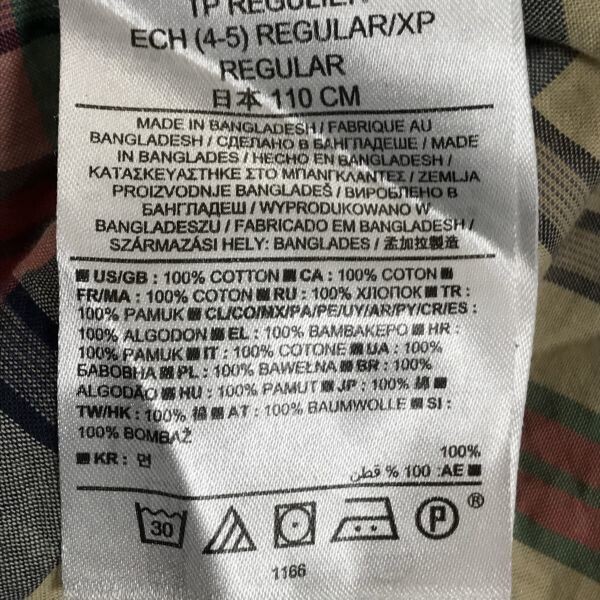 TP REGULIER
ECH (4-5) REGULAR/XP
REGULAR
日本 110 CM
MADE IN BANGLADESH / FABRIQUE AU
BANGLADESH / СДЕЛАНО В БАНГЛАДЕШЕ / MADE
IN BANGLADES / HECHO EN BANGLADESH /
ΚΑΤΑΣΚΕΥΑΣΤΗΚΕ ΣΤΟ ΜΠΑΝΓΚΛΑΝΤΕΣ / ZEMLJA
PROIZVODNJE BANGLADEŠ / ВИРОБЛЕНО В
БАНГЛАДЕШ / WYPRODUKOWANO W
BANGLADESZU / FABRICADO EM BANGLADESH /
SZÁRMAZÁSI HELY: BANGLADES / 孟加拉製造
■ US/GB : 100% COTTON ■ CA : 100% COTON ■
FR/MA : 100% COTON ■ RU : 100% ХЛОПОК ■ TR :
100% PAMUK ■ CL/CO/MX/PA/PE/UY/AR/PY/CR/ES :
100% ALGODON ■ EL : 100% ΒΑΜΒΑΚΕΡΟ ■ HR :
100% PAMUK ■ IT : 100% COTONE ■ UA : 100%
БАВОВНА ■ PL : 100% BAWEŁNA ■ BR : 100%
ALGODÃO ■ HU : 100% PAMUT ■ JP : 100% 綿 ■
TW/HK : 100% 棉 ■ AT : 100% BAUMWOLLE ■ SI :
100% BOMBAŽ
100%
■ KR : 면
■ AE: 100 % قطن
30
P
®
1166